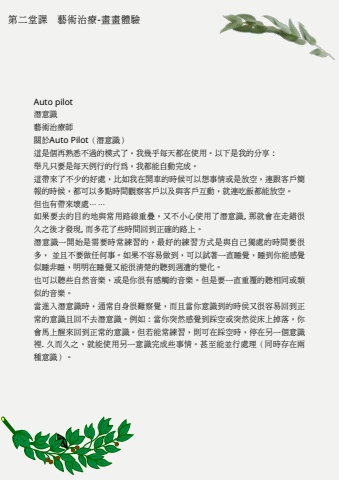 第二堂課　藝術治療-畫畫體驗
Auto pilot
潛意識
藝術治療師
關於Auto Pilot（潛意識）
這是個再熟悉不過的模式了，我幾乎每天都在使用。以下是我的分享：
舉凡只要是每天例行的行為，我都能自動完成。
這帶來了不少的好處，比如我在開車的時候可以想事情或是放空，連跟客戶簡
報的時候，都可以多點時間觀察客戶以及與客戶互動，就連吃飯都能放空。
但也有帶來壞處⋯⋯
如果要去的目的地與常用路線重疊，又不小心使用了潛意識, 那就會在走錯很
久之後才發現, 而多花了些時間回到正確的路上。
潛意識一開始是需要時常練習的，最好的練習方式是與自己獨處的時間要很
多， 並且不要做任何事，如果不容易做到，可以試著一直睡覺，睡到你能感覺
似睡非睡，明明在睡覺又能很清楚的聽到週遭的變化。
也可以聽些自然音樂，或是你很有感觸的音樂，但是要一直重覆的聽相同或類
似的音樂。
當進入潛意識時，通常自身很難察覺，而且當你意識到的時侯又很容易回到正
常的意識且回不去潛意識。例如：當你突然感覺到踩空或突然從床上掉落，你
會馬上醒來回到正常的意識。但若能常練習，則可在踩空時，停在另一個意識
裡. 久而久之，就能使用另一意識完成些事情。甚至能並行處理（同時存在兩
種意識）。